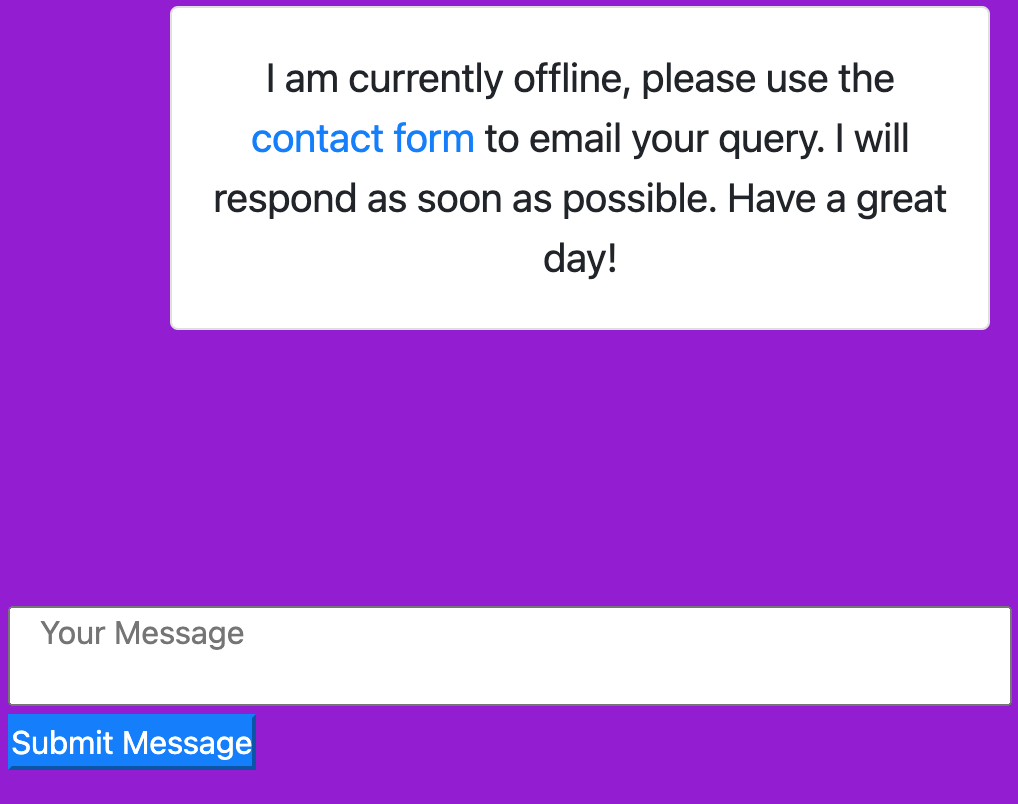 I am currently offline, please use the
contact form to email your query. I will
respond as soon as possible. Have a great
day!
Your Message
Submit Message